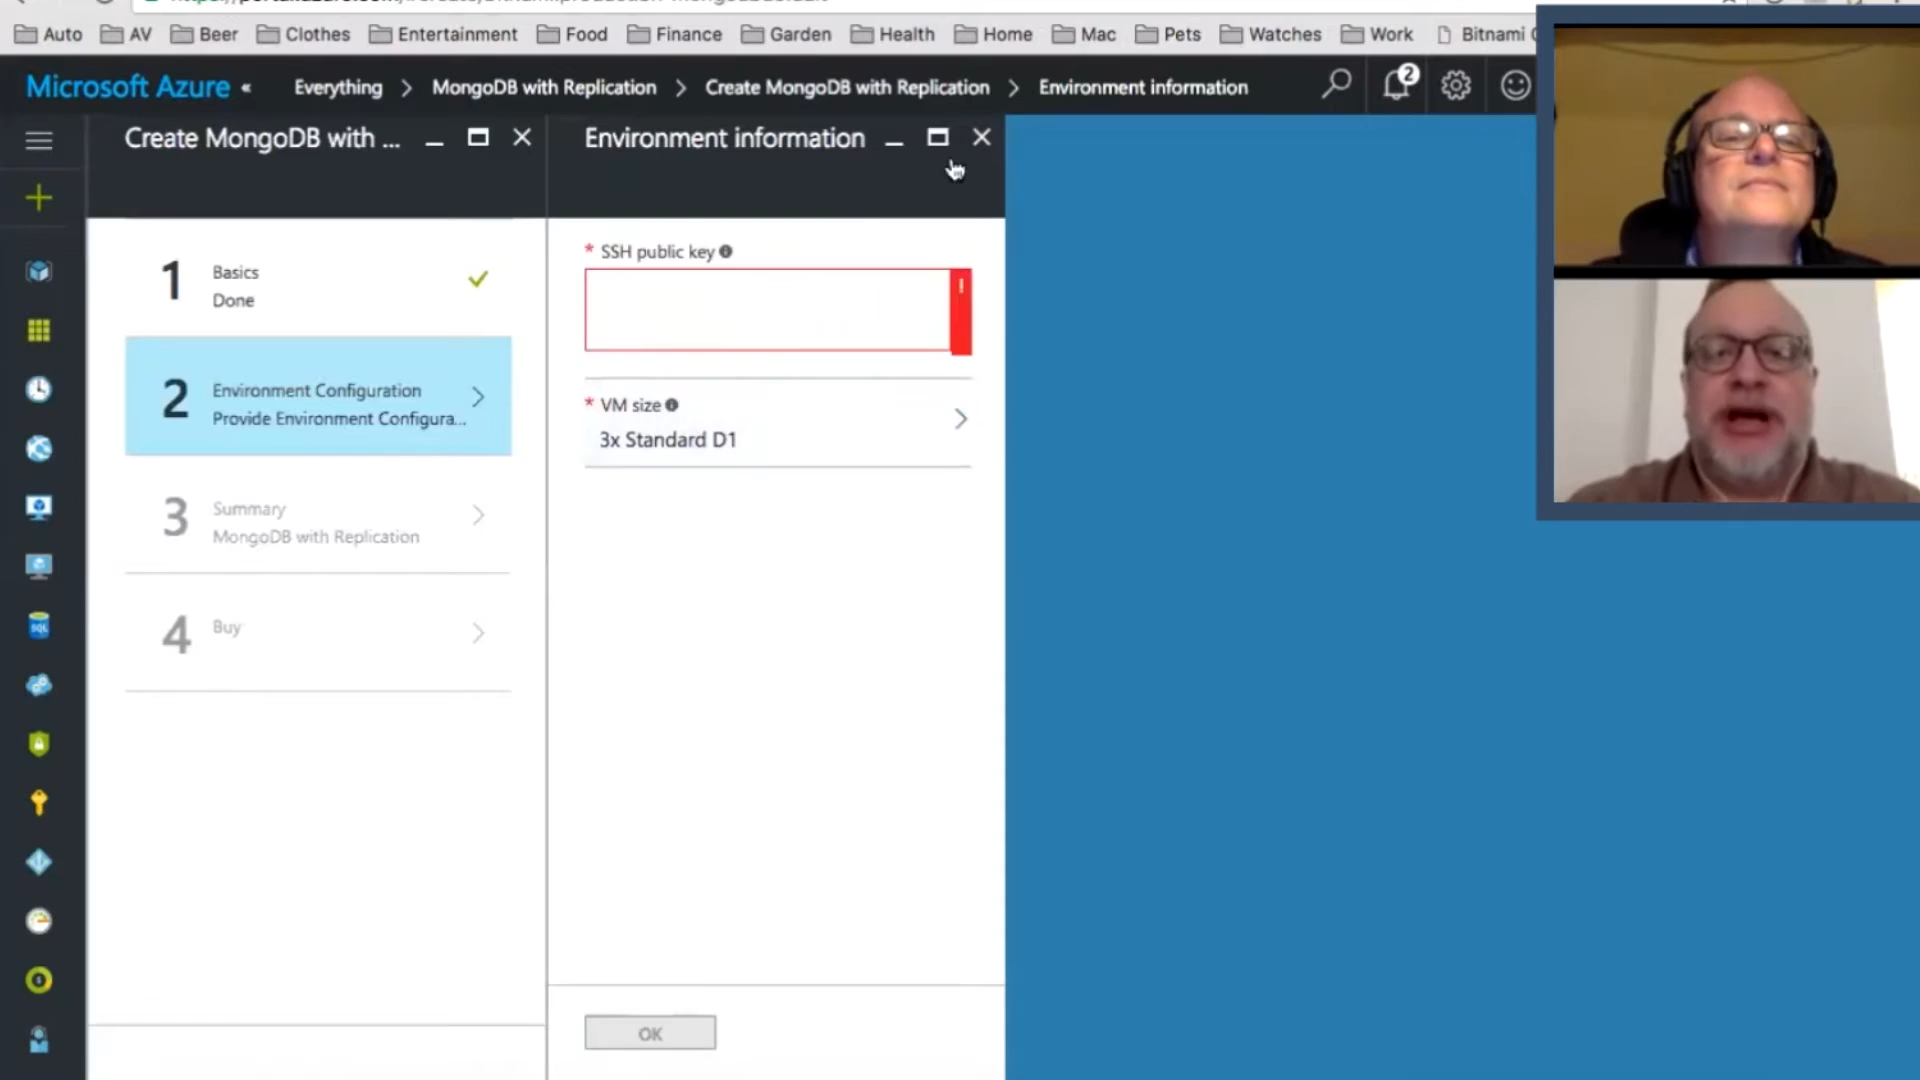 Auto AV Beer Clothes Entertainment Food Finance Garden Health Home Mac Pets Watches Work Bitnami
Microsoft Azure « Everything > MongoDB with Replication > Create MongoDB with Replication > Environment information 2
Create MongoDB with ...
Environment information
1 Basics
Done
2 Environment Configuration
Provide Environment Configura...
3 Summary
MongoDB with Replication
4 Buy
* SSH public key
!
* VM size
3x Standard D1
OK
SQL